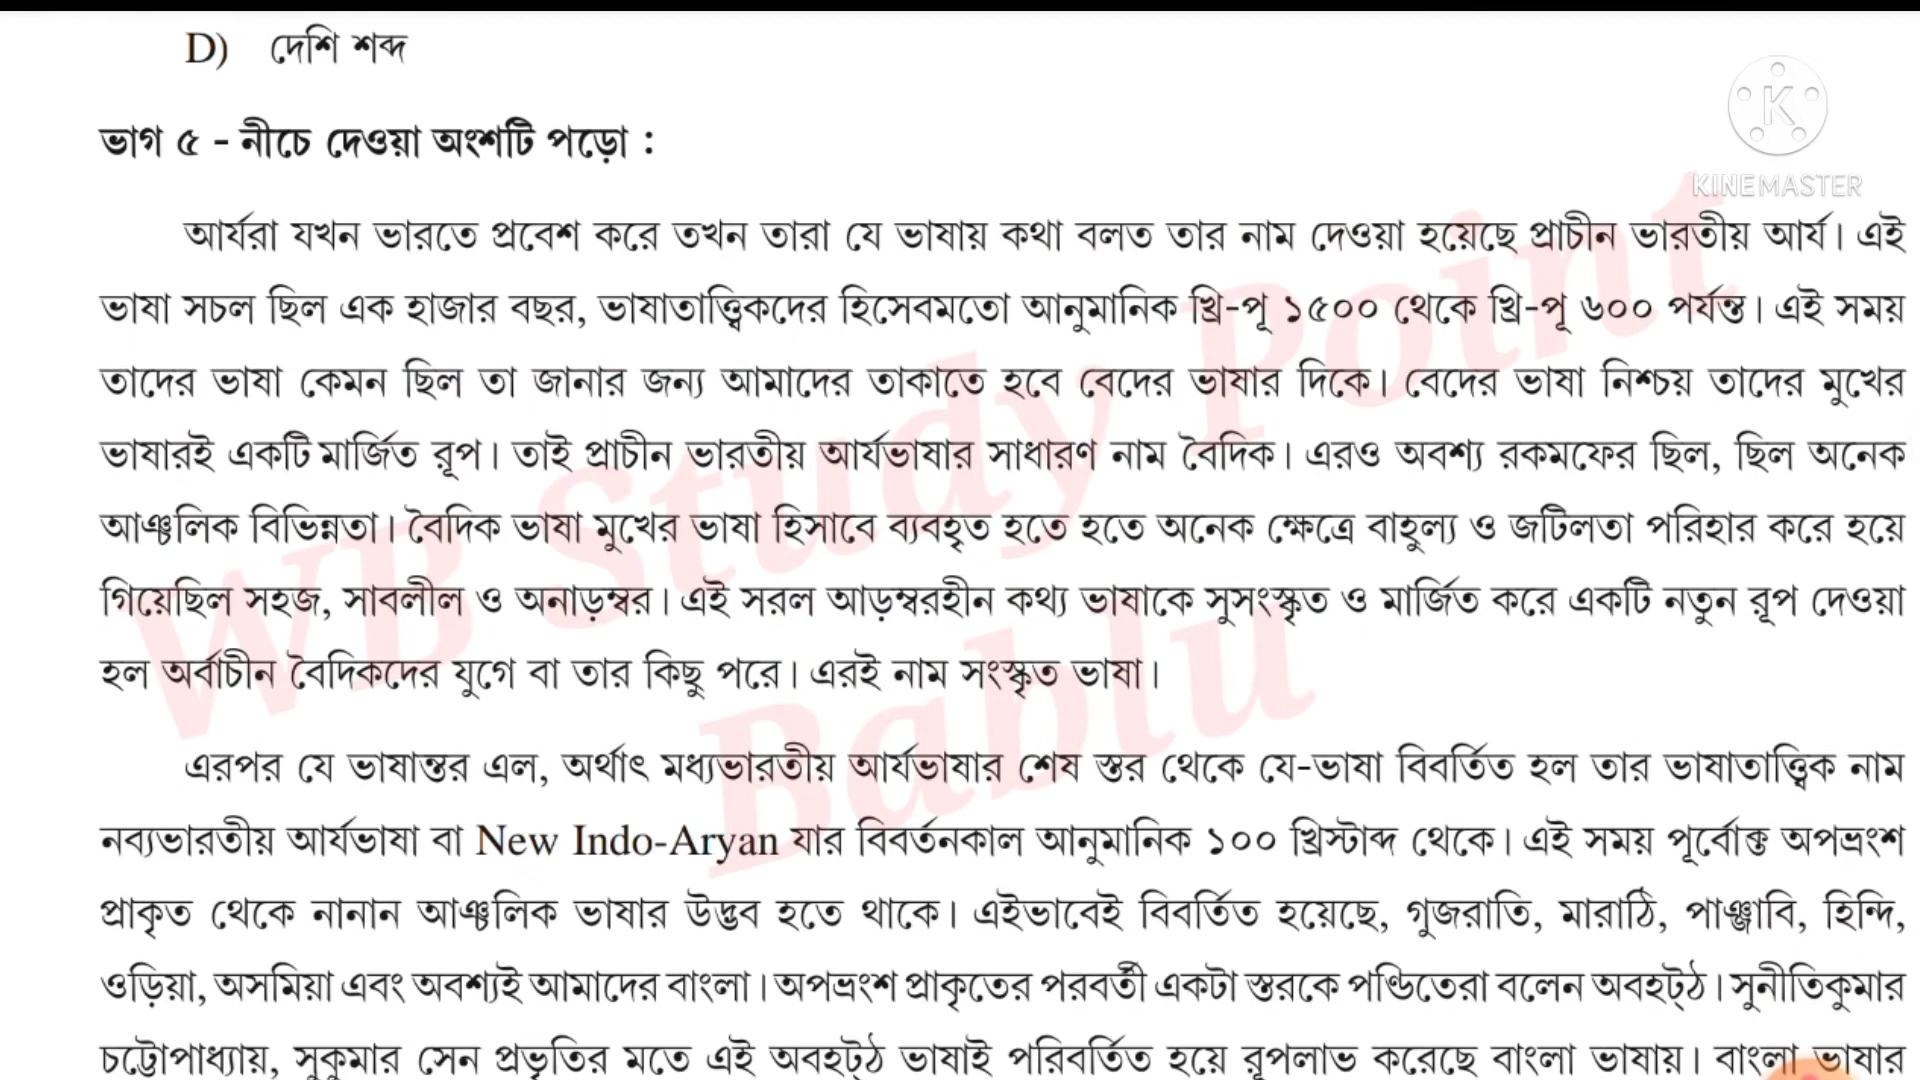 D) দেশি শব্দ
KINEMASTER
ভাগ ৫ - নীচে দেওয়া অংশটি পড়ো :
আর্যরা যখন ভারতে প্রবেশ করে তখন তারা যে ভাষায় কথা বলত তার নাম দেওয়া হয়েছে প্রাচীন ভারতীয় আর্য। এই
ভাষা সচল ছিল এক হাজার বছর, ভাষাতাত্ত্বিকদের হিসেবমতো আনুমানিক খ্রি-পূ ১৫০০ থেকে খ্রি-পূ ৬০০ পর্যন্ত। এই সময়
তাদের ভাষা কেমন ছিল তা জানার জন্য আমাদের তাকাতে হবে বেদের ভাষার দিকে। বেদের ভাষা নিশ্চয় তাদের মুখের
ভাষারই একটি মার্জিত রূপ। তাই প্রাচীন ভারতীয় আর্যভাষার সাধারণ নাম বৈদিক। এরও অবশ্য রকমফের ছিল, ছিল অনেক
আঞ্চলিক বিভিন্নতা। বৈদিক ভাষা মুখের ভাষা হিসাবে ব্যবহৃত হতে হতে অনেক ক্ষেত্রে বাহুল্য ও জটিলতা পরিহার করে হয়ে
গিয়েছিল সহজ, সাবলীল ও অনাড়ম্বর। এই সরল আড়ম্বরহীন কথ্য ভাষাকে সুসংস্কৃত ও মার্জিত করে একটি নতুন রূপ দেওয়া
হল অর্বাচীন বৈদিকদের যুগে বা তার কিছু পরে। এরই নাম সংস্কৃত ভাষা।
এরপর যে ভাষান্তর এল, অর্থাৎ মধ্যভারতীয় আর্যভাষার শেষ স্তর থেকে যে-ভাষা বিবর্তিত হল তার ভাষাতাত্ত্বিক নাম
নব্যভারতীয় আর্যভাষা বা New Indo-Aryan যার বিবর্তনকাল আনুমানিক ১০০ খ্রিস্টাব্দ থেকে। এই সময় পূর্বোক্ত অপভ্রংশ
প্রাকৃত থেকে নানান আঞ্চলিক ভাষার উদ্ভব হতে থাকে। এইভাবেই বিবর্তিত হয়েছে, গুজরাতি, মারাঠি, পাঞ্জাবি, হিন্দি,
ওড়িয়া, অসমিয়া এবং অবশ্যই আমাদের বাংলা। অপভ্রংশ প্রাকৃতের পরবর্তী একটা স্তরকে পণ্ডিতেরা বলেন অবহট্‌ঠ। সুনীতিকুমার
চট্টোপাধ্যায়, সুকুমার সেন প্রভৃতির মতে এই অবহট্‌ঠ ভাষাই পরিবর্তিত হয়ে রূপলাভ করেছে বাংলা ভাষায়। বাংলা ভাষার
WB Study Point
Bablu